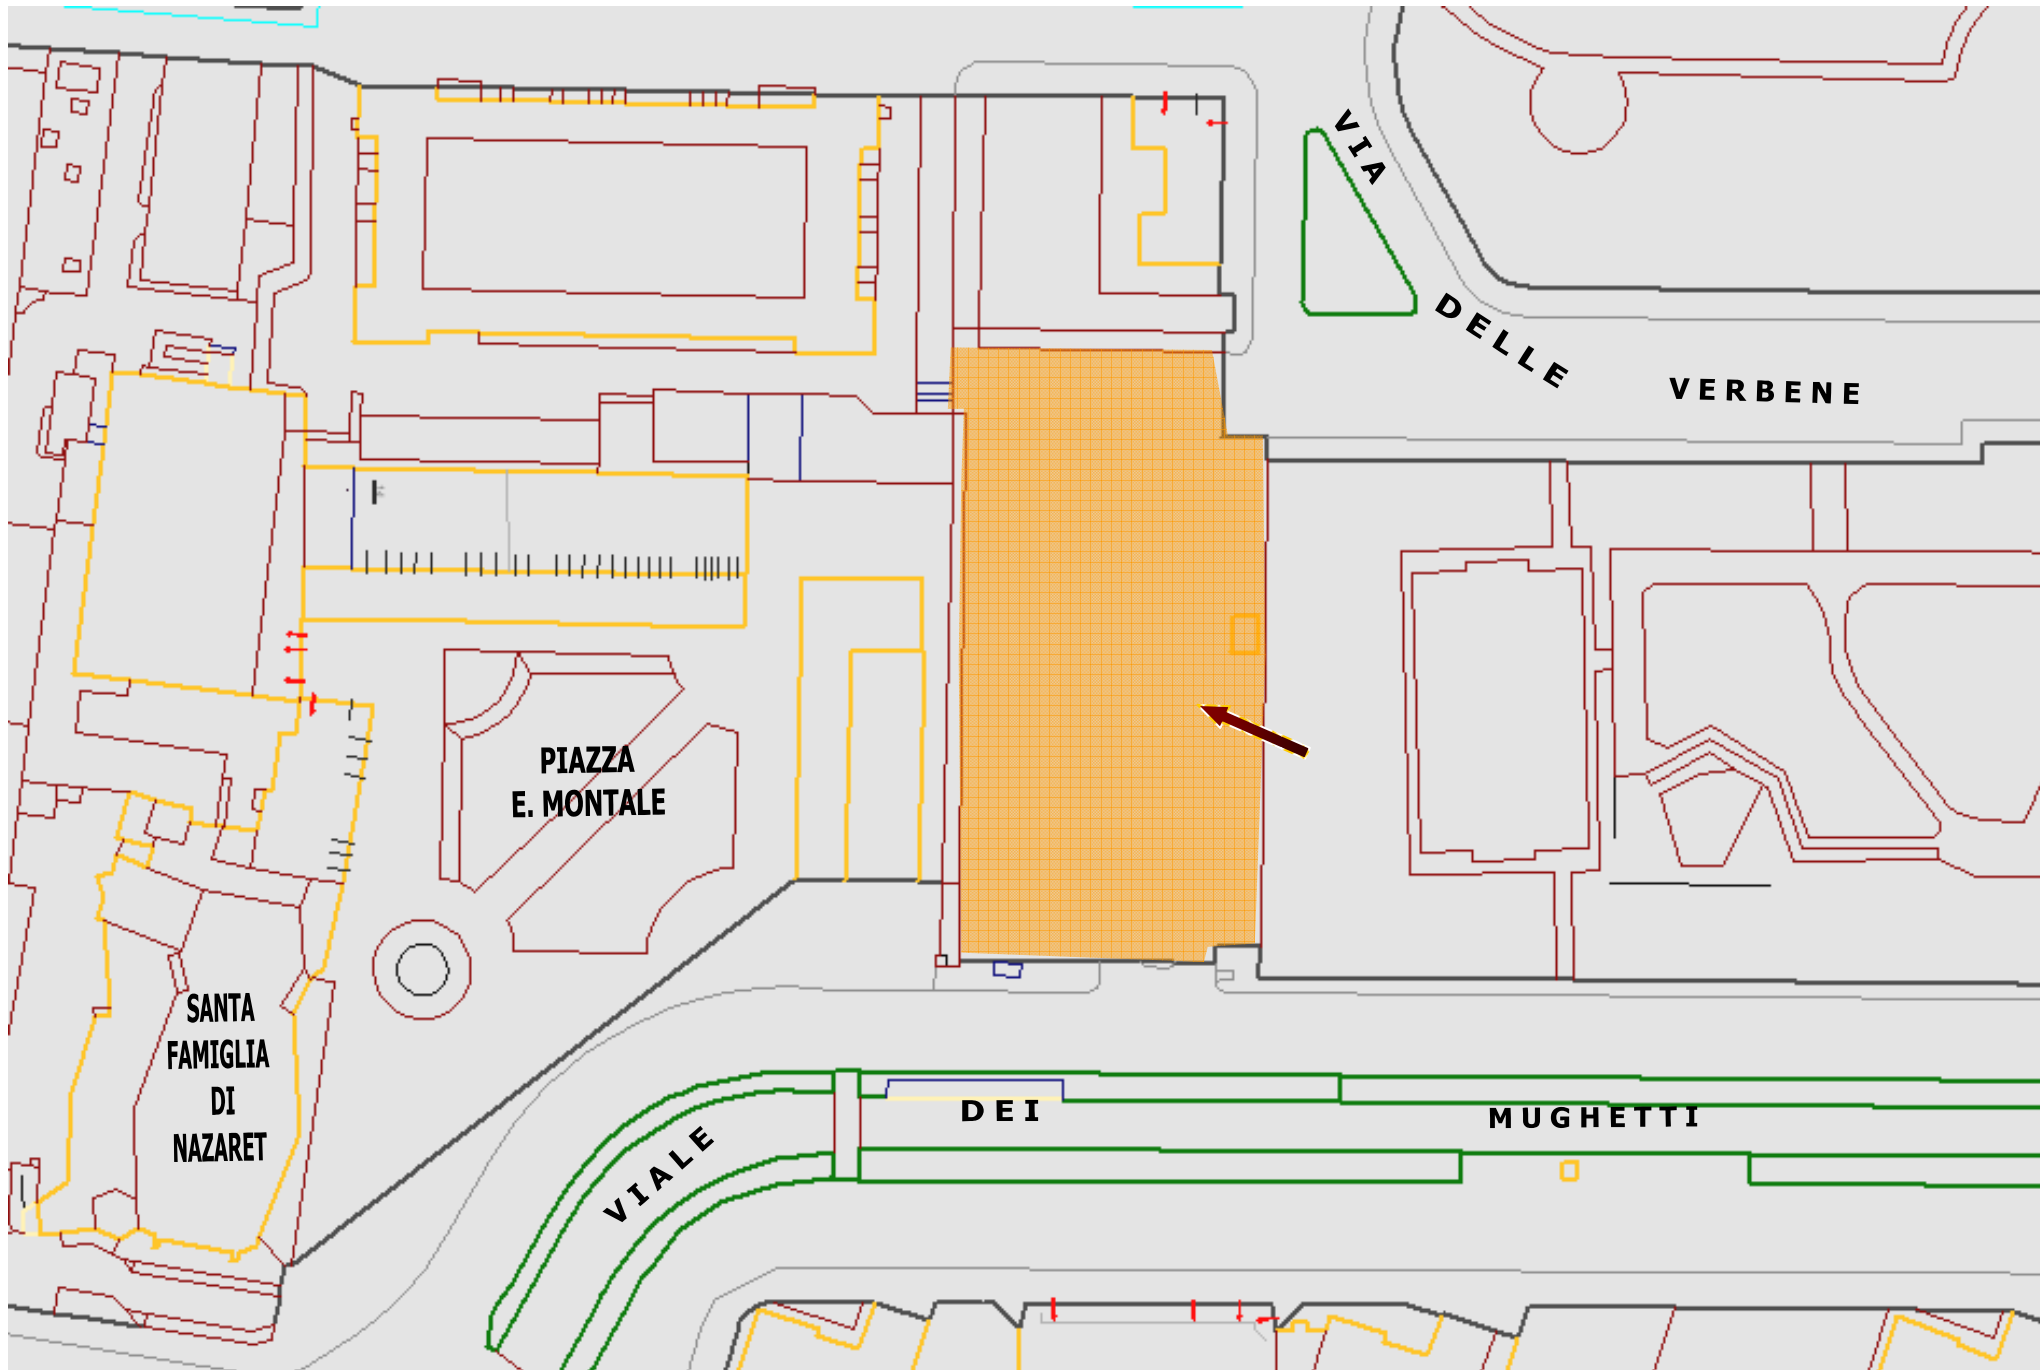 VIA
DELLE
VERBENE
PIAZZA
E. MONTALE
SANTA
FAMIGLIA
DI
NAZARET
VIALE
DEI
MUGHETTI